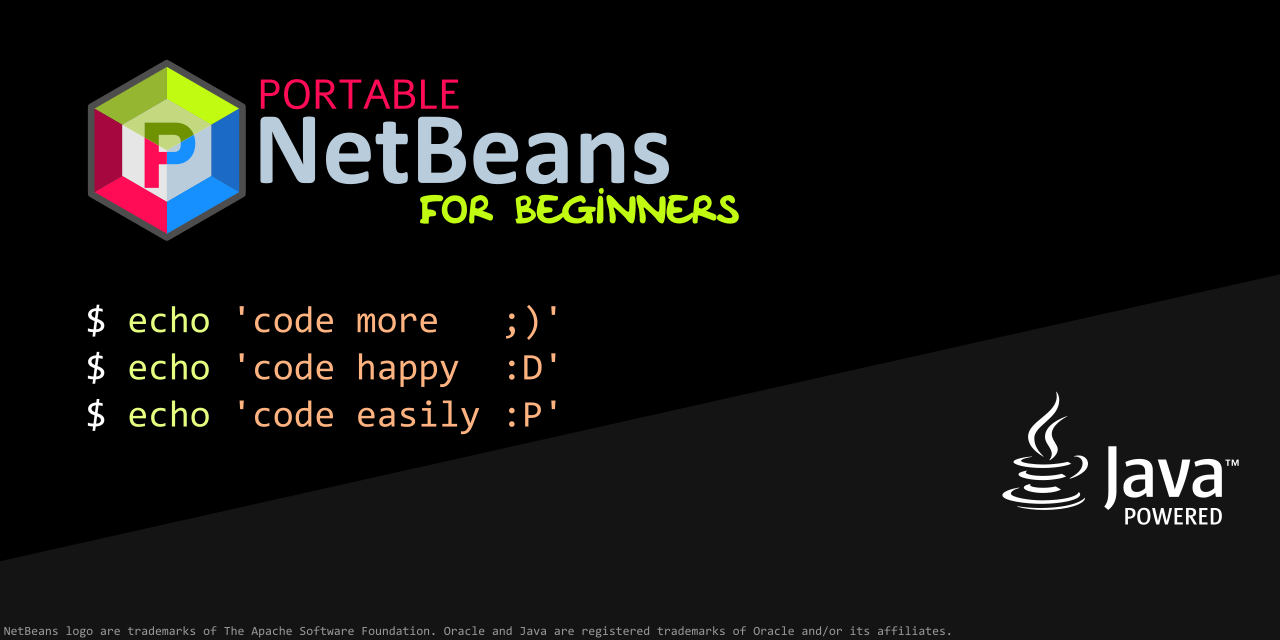 P
PORTABLE
NetBeans
FOR BEGINNERS
$ echo 'code more   ;)'
$ echo 'code happy  :D'
$ echo 'code easily :P'
Java™
POWERED
NetBeans logo are trademarks of The Apache Software Foundation. Oracle and Java are registered trademarks of Oracle and/or its affiliates.